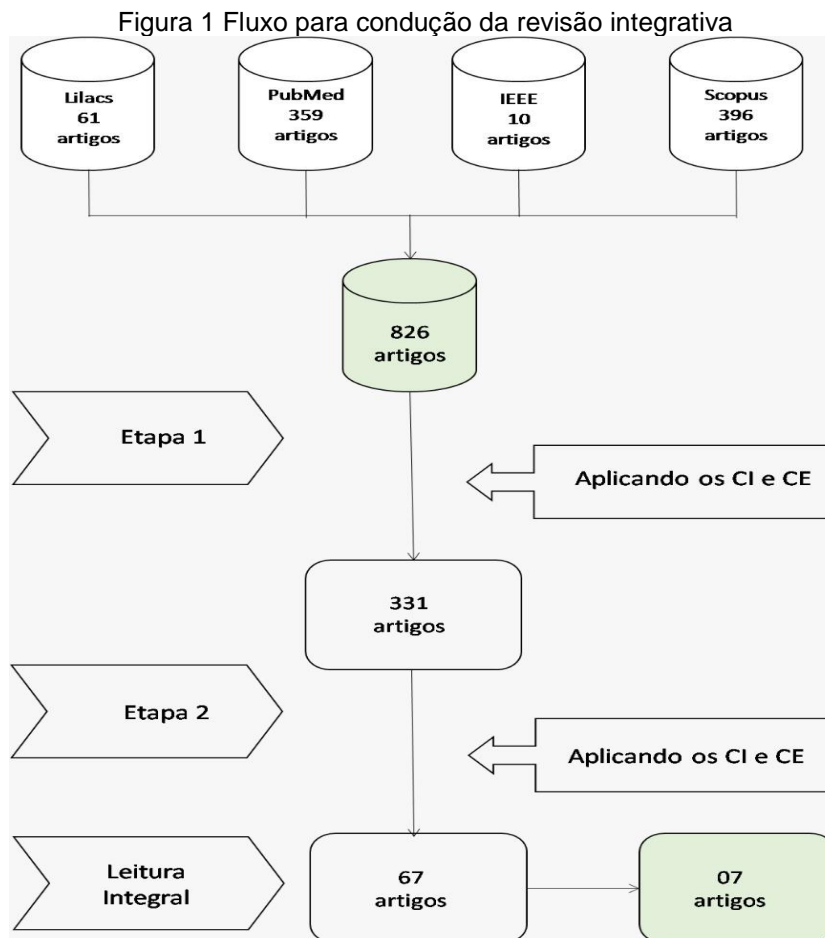 Figura 1 Fluxo para condução da revisão integrativa
Lilacs
61
artigos
PubMed
359
artigos
IEEE
10
artigos
Scopus
396
artigos
826
artigos
Etapa 1
Aplicando os CI e CE
331
artigos
Etapa 2
Aplicando os CI e CE
Leitura
Integral
67
artigos
07
artigos